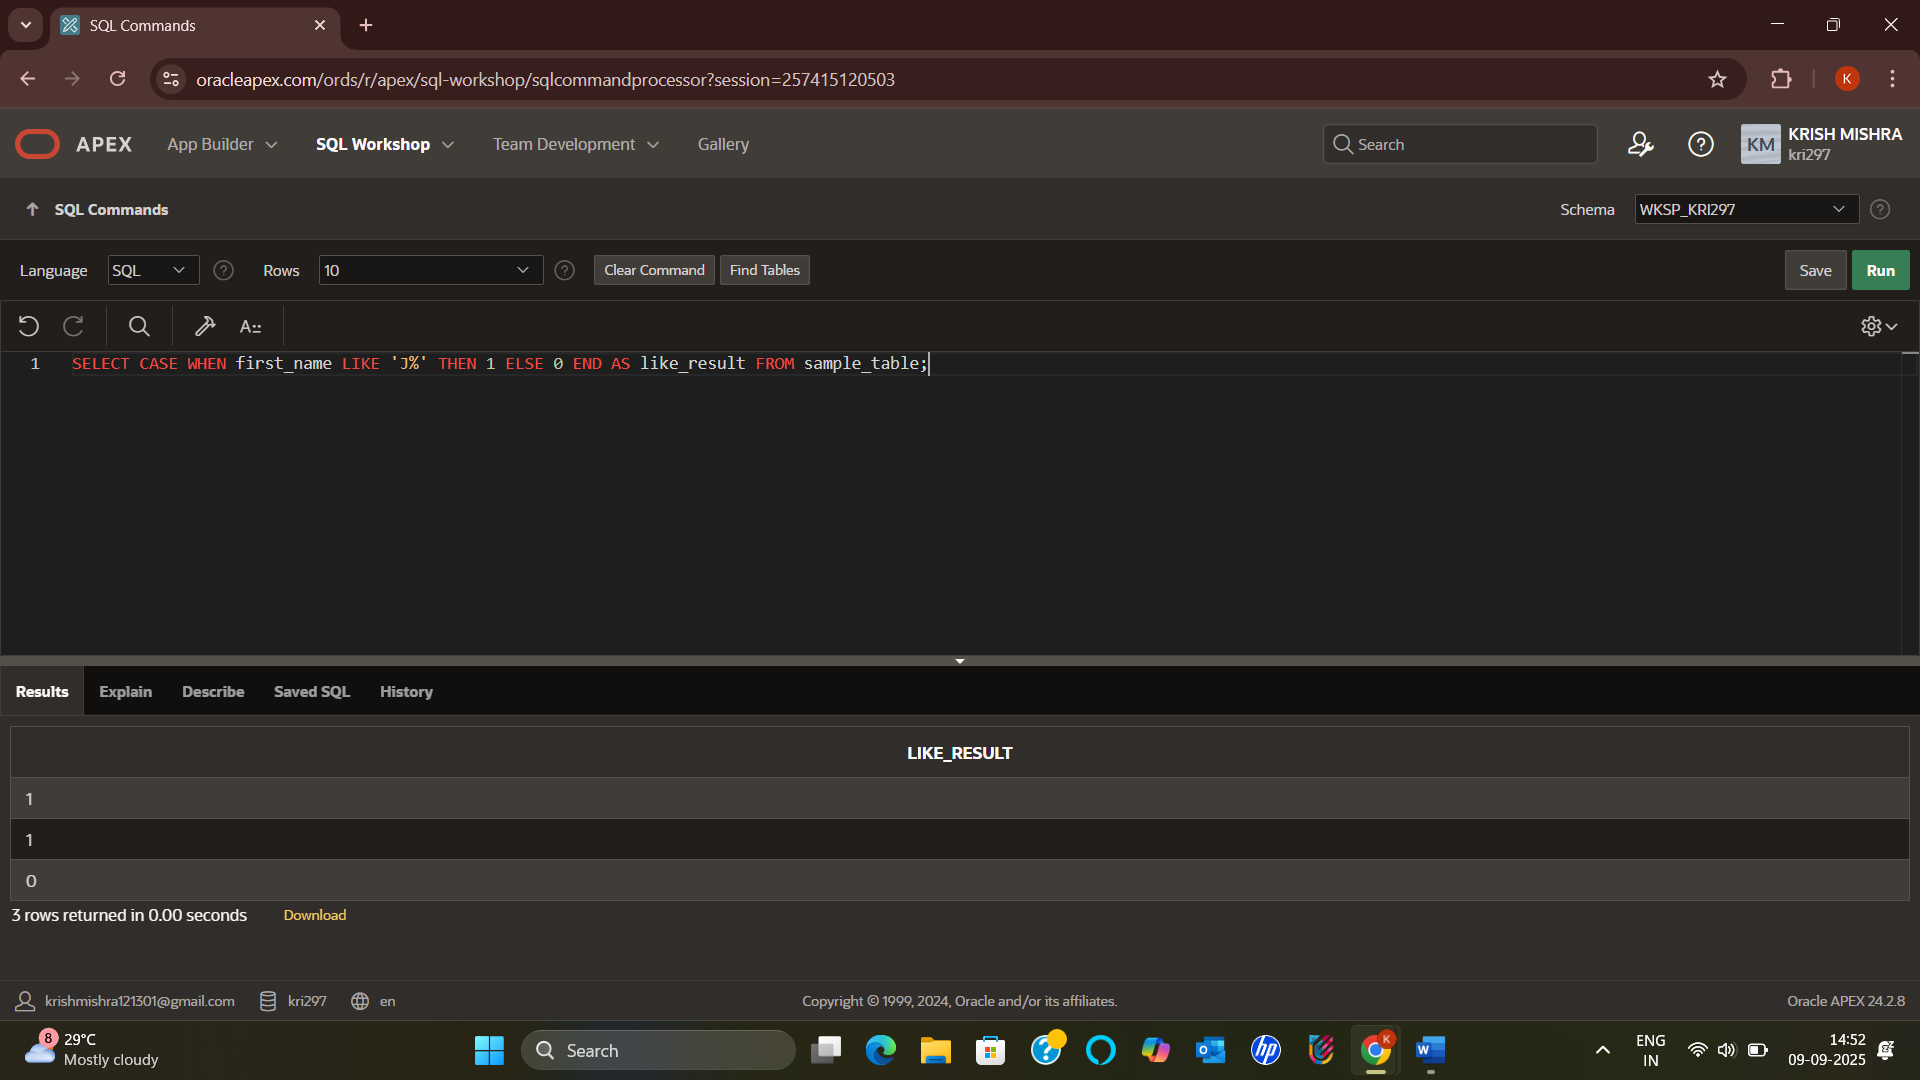 SQL Commands
oracleapex.com/ords/r/apex/sql-workshop/sqlcommandprocessor?session=257415120503
K
APEX
App Builder
SQL Workshop
Team Development
Gallery
Search
KM
KRISH MISHRA
kri297
SQL Commands
Schema
WKSP_KRI297
Language
SQL
Rows
10
Clear Command
Find Tables
Save
Run
1 SELECT CASE WHEN first_name LIKE 'J%' THEN 1 ELSE 0 END AS like_result FROM sample_table;
Results
Explain
Describe
Saved SQL
History
LIKE_RESULT
1
1
0
3 rows returned in 0.00 seconds
Download
krishmishra121301@gmail.com
kri297
en
Copyright © 1999, 2024, Oracle and/or its affiliates.
Oracle APEX 24.2.8
8
29°C
Mostly cloudy
Search
hp
K
W
ENG
IN
14:52
09-09-2025